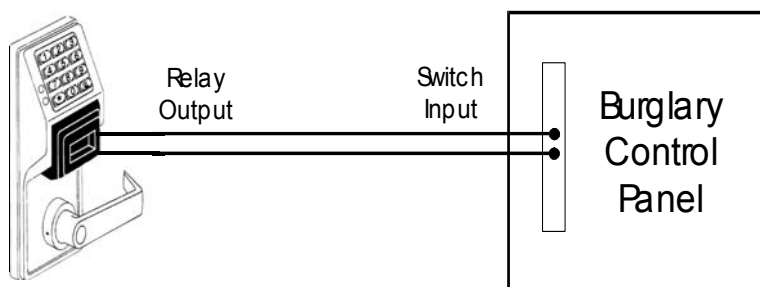 Relay
Output
Switch
Input
Burglary
Control
Panel